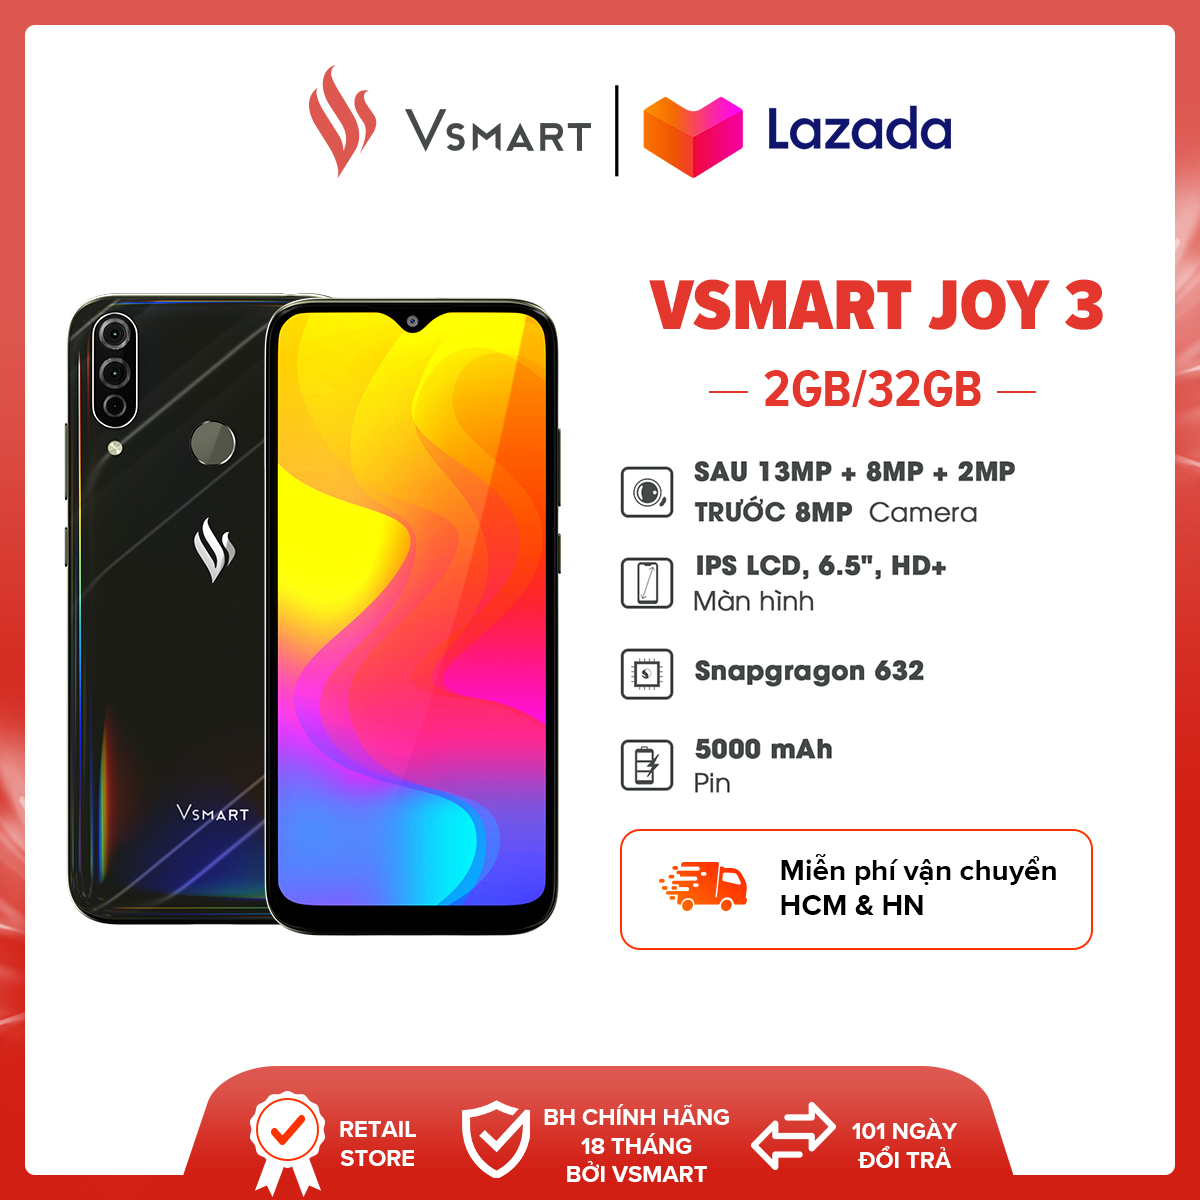 VSMART
Lazada
VSMART JOY 3
2GB/32GB
SAU 13MP + 8MP + 2MP
TRƯỚC 8MP Camera
IPS LCD, 6.5", HD+
Màn hình
Snapgragon 632
5000 mAh
Pin
VSMART
Miễn phí vận chuyển
HCM & HN
RETAIL
STORE
BH CHÍNH HÃNG
18 THÁNG
BỞI VSMART
101 NGÀY
ĐỔI TRẢ